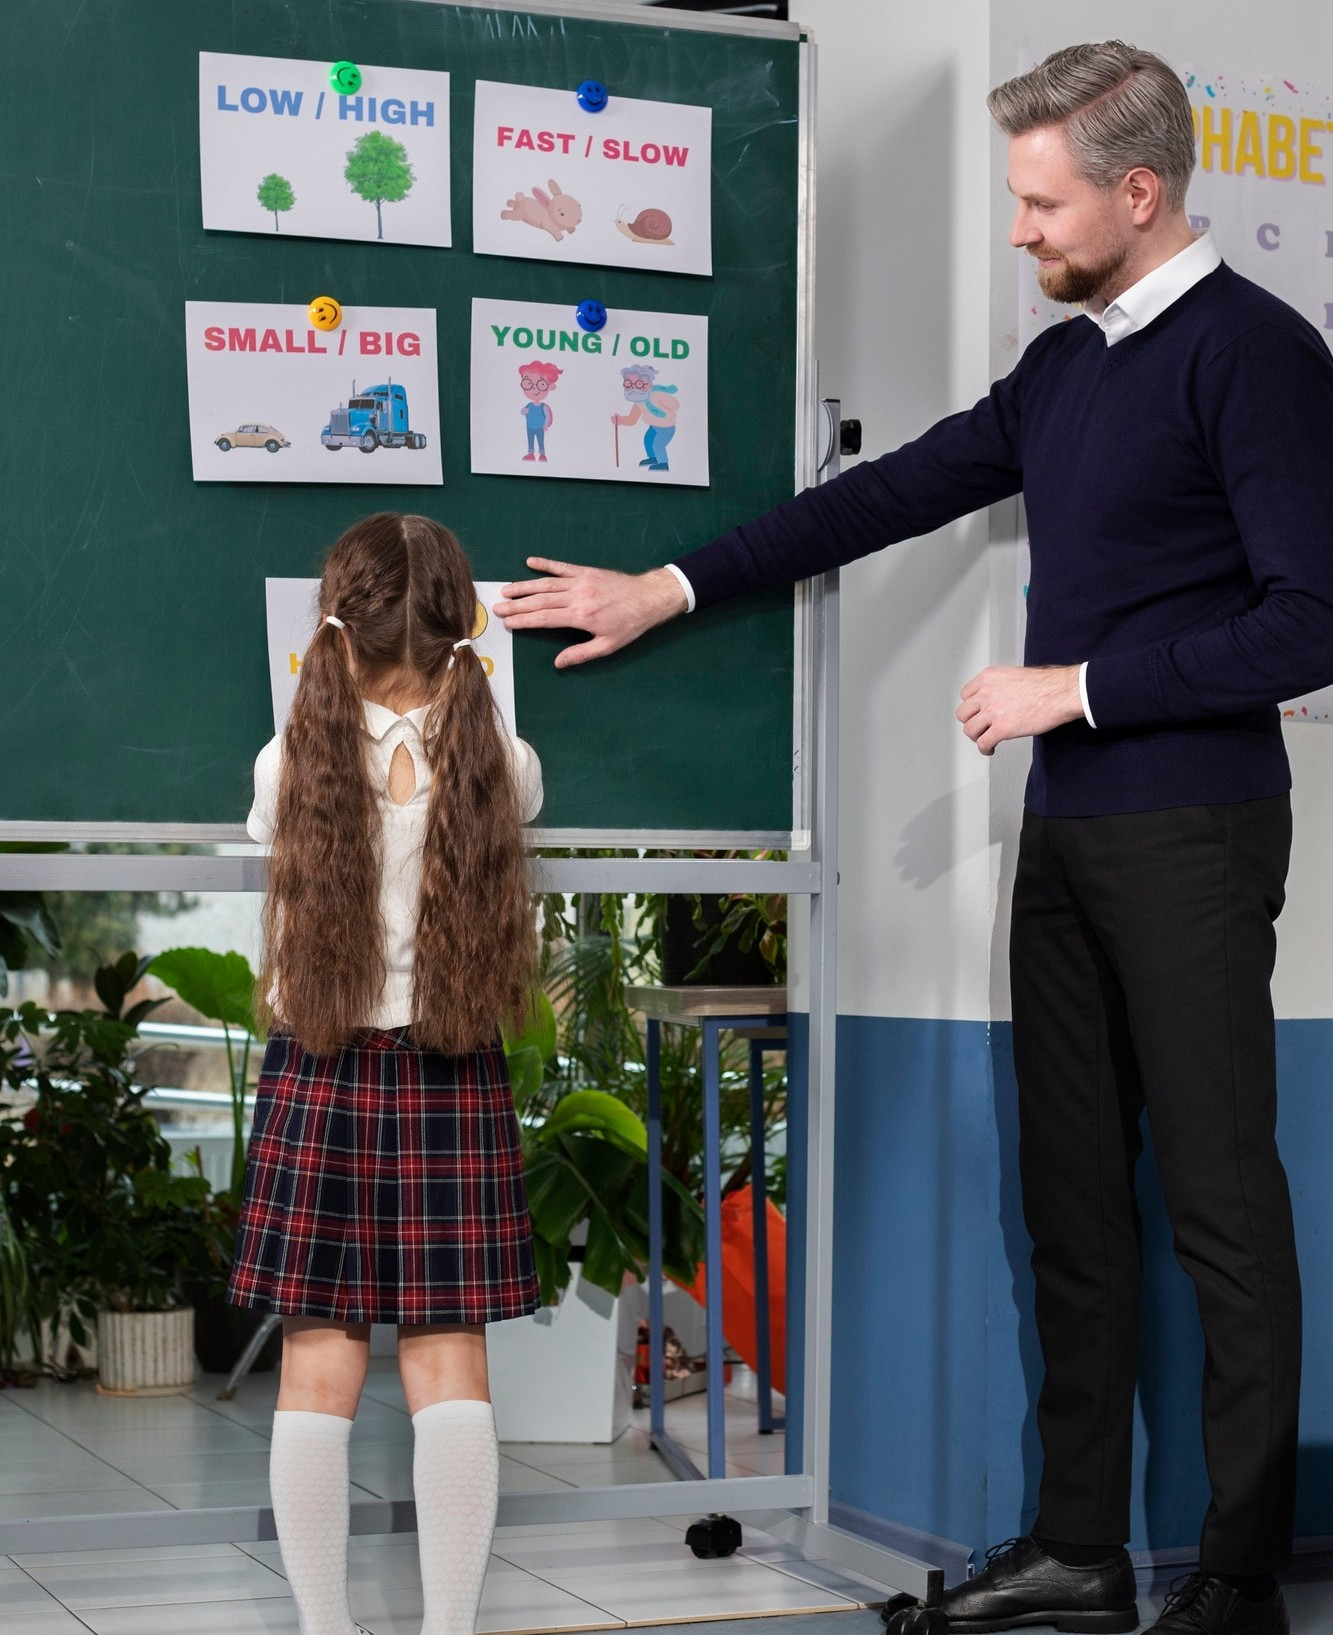 LOW / HIGH
FAST / SLOW
SMALL / BIG
YOUNG / OLD
C